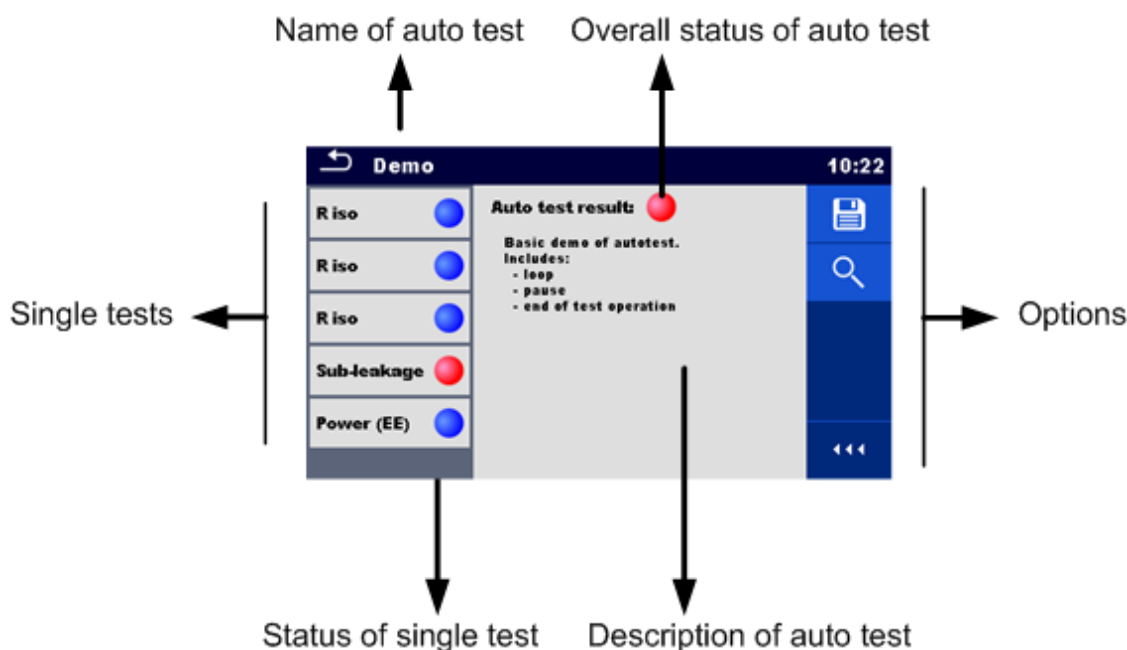 Name of auto test
Overall status of auto test
Demo
10:22
R iso
R iso
R iso
Sub-leakage
Power (EE)
Auto test result:
Basic demo of autotest.
Includes:
- loop
- pause
- end of test operation
Single tests
Options
Status of single test
Description of auto test